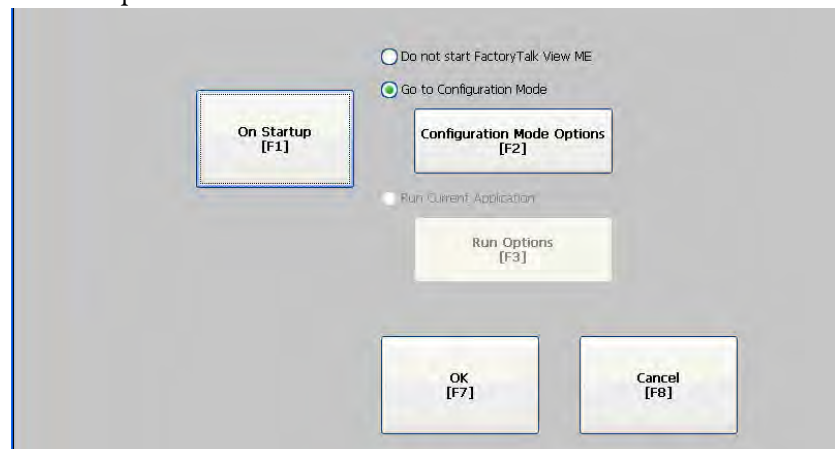 Do not start FactoryTalk View ME
Go to Configuration Mode
On Startup
[F1]
Configuration Mode Options
[F2]
Run Current Application
Run Options
[F3]
OK
[F7]
Cancel
[F8]